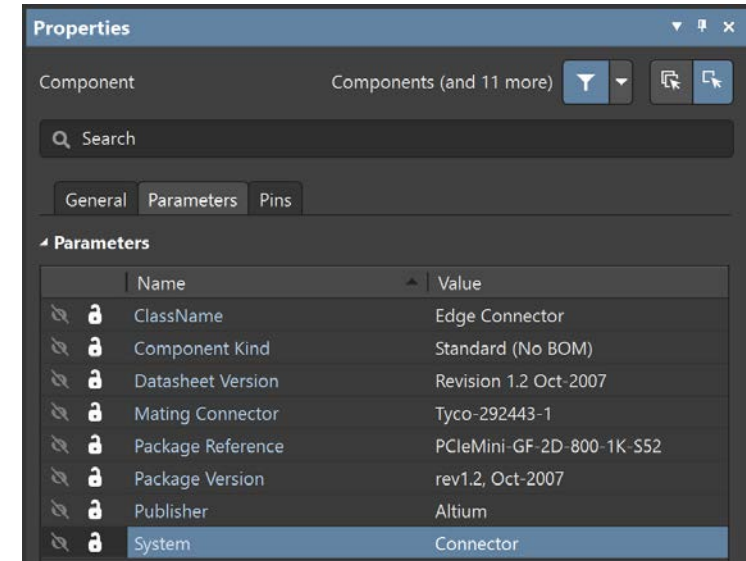 Properties
Component Components (and 11 more)
Search
General Parameters Pins
Parameters
Name Value
ClassName Edge Connector
Component Kind Standard (No BOM)
Datasheet Version Revision 1.2 Oct-2007
Mating Connector Tyco-292443-1
Package Reference PCIeMini-GF-2D-800-1K-S52
Package Version rev1.2, Oct-2007
Publisher Altium
System Connector